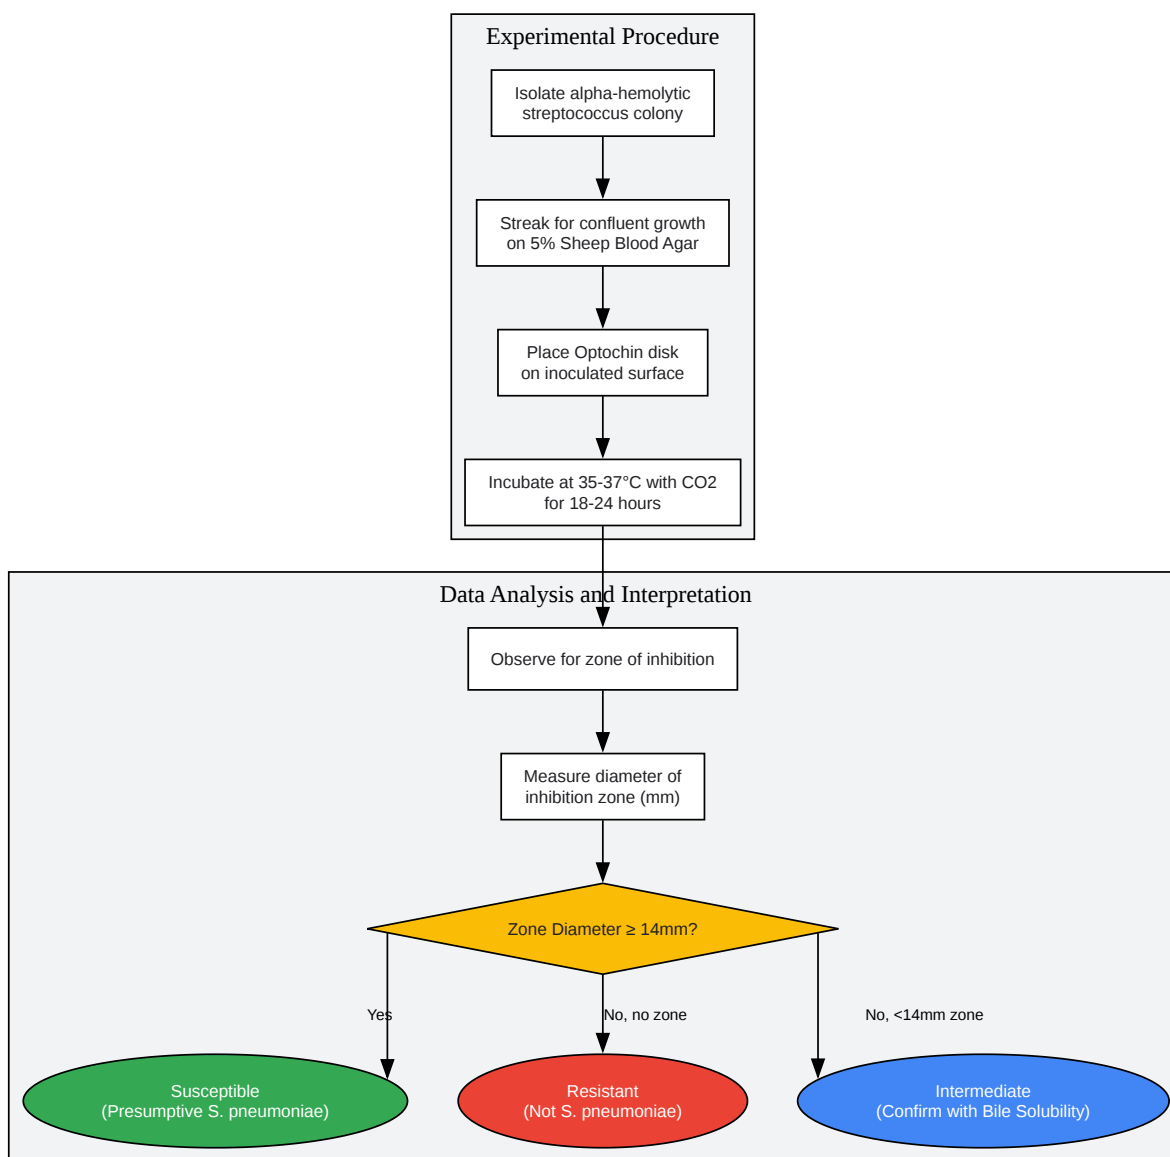 Experimental Procedure
Isolate alpha-hemolytic
streptococcus colony
Streak for confluent growth
on 5% Sheep Blood Agar
Place Optochin disk
on inoculated surface
Incubate at 35-37°C with CO2
for 18-24 hours
Data Analysis and Interpretation
Observe for zone of inhibition
Measure diameter of
inhibition zone (mm)
Zone Diameter ≥ 14mm?
Yes
No, no zone
No, <14mm zone
Susceptible
(Presumptive S. pneumoniae)
Resistant
(Not S. pneumoniae)
Intermediate
(Confirm with Bile Solubility)